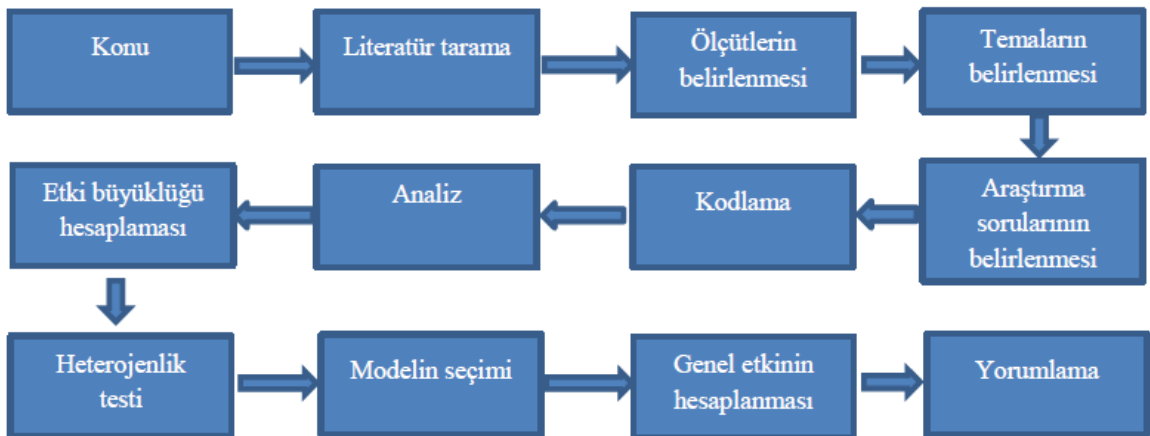 Konu
Literatür tarama
Ölçütlerin
belirlenmesi
Temaların
belirlenmesi
Araştırma
sorularının
belirlenmesi
Kodlama
Analiz
Etki büyüklüğü
hesaplaması
Heterojenlik
testi
Modelin seçimi
Genel etkinin
hesaplanması
Yorumlama